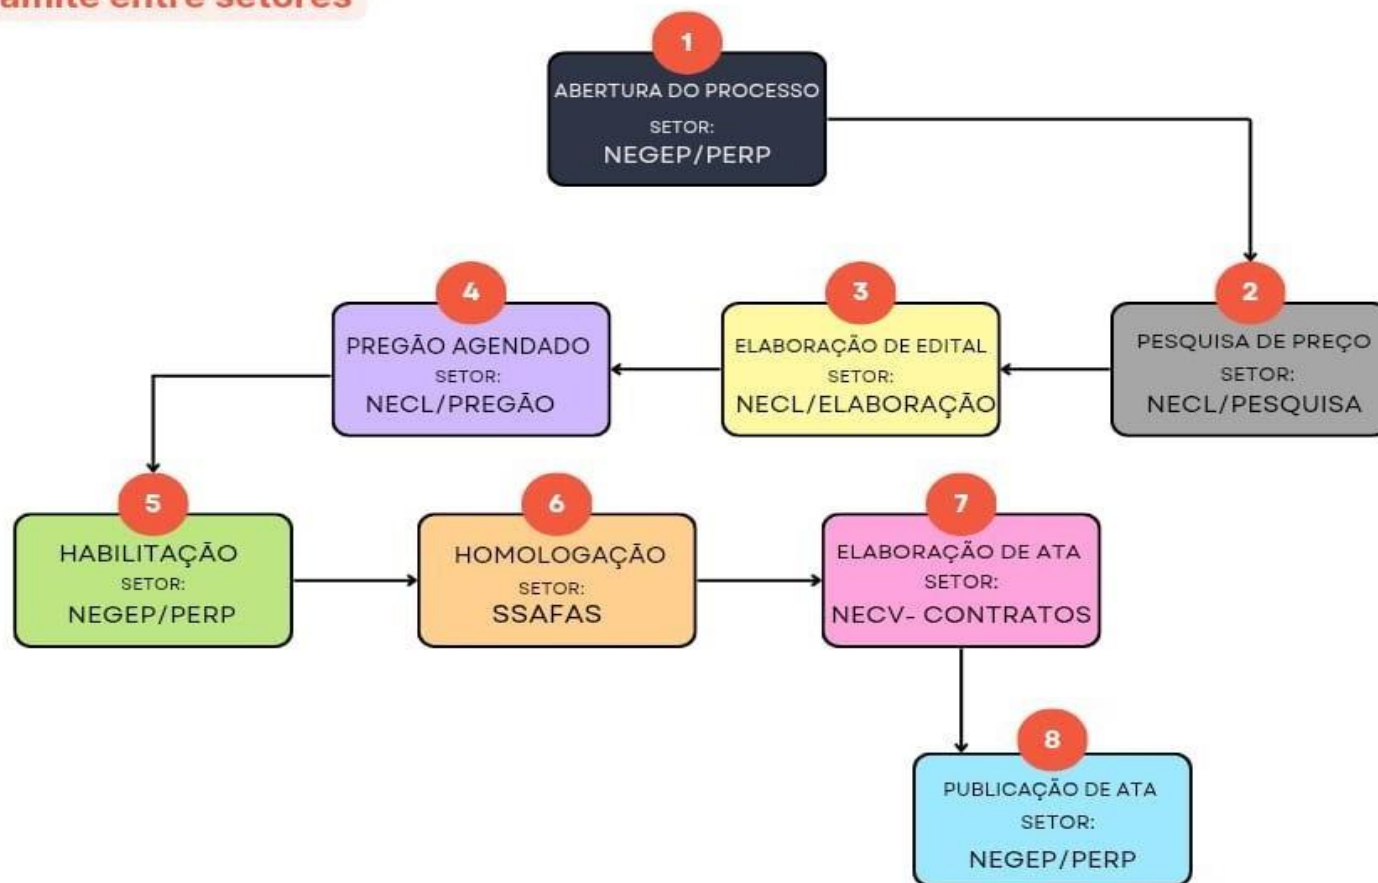 entre setores
1
ABERTURA DO PROCESSO
SETOR:
NEGEP/PERP
2
PESQUISA DE PREÇO
SETOR:
NECL/PESQUISA
3
ELABORAÇÃO DE EDITAL
SETOR:
NECL/ELABORAÇÃO
4
PREGÃO AGENDADO
SETOR:
NECL/PREGÃO
5
HABILITAÇÃO
SETOR:
NEGEP/PERP
6
HOMOLOGAÇÃO
SETOR:
SSAFAS
7
ELABORAÇÃO DE ATA
SETOR:
NECV- CONTRATOS
8
PUBLICAÇÃO DE ATA
SETOR:
NEGEP/PERP